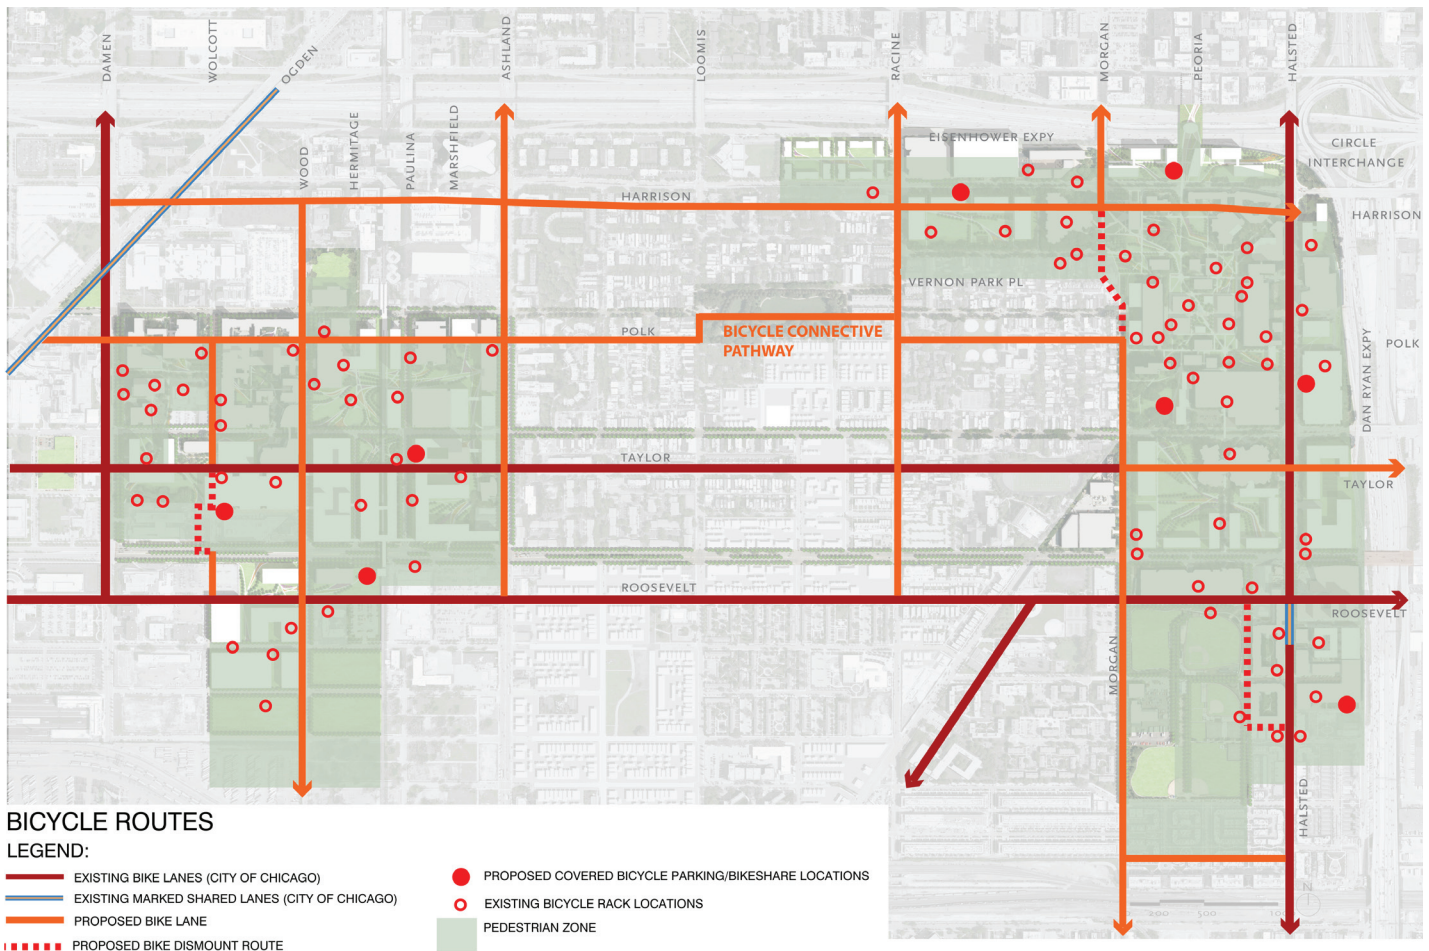 DAMEN
WOLCOTT
OGDEN
ASHLAND
LOOMIS
RACINE
MORGAN
PEORIA
HALSTED
WOOD
HERMITAGE
PAULINA
MARSHFIELD
EISENHOWER EXPY
CIRCLE
INTERCHANGE
HARRISON
HARRISON
VERNON PARK PL
POLK
BICYCLE CONNECTIVE
PATHWAY
POLK
DAN RYAN EXPY
TAYLOR
TAYLOR
ROOSEVELT
ROOSEVELT
MORGAN
HALSTED
BICYCLE ROUTES
LEGEND:
EXISTING BIKE LANES (CITY OF CHICAGO)
EXISTING MARKED SHARED LANES (CITY OF CHICAGO)
PROPOSED BIKE LANE
PROPOSED BIKE DISMOUNT ROUTE
PROPOSED COVERED BICYCLE PARKING/BIKESHARE LOCATIONS
EXISTING BICYCLE RACK LOCATIONS
PEDESTRIAN ZONE
200 500